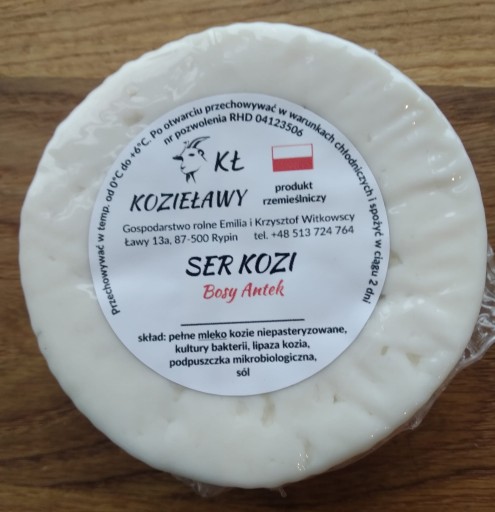 Przechowywać w temp. od 0°C do +6°C. Po otwarciu przechowywać w warunkach chłodniczych i spożyć w ciągu 2 dni
nr pozwolenia RHD 04123506
KŁ
KOZIEŁAWY
produkt
rzemieślniczy
Gospodarstwo rolne Emilia i Krzysztof Witkowscy
Ławy 13a, 87-500 Rypin tel. +48 513 724 764
SER KOZI
Bosy Antek
skład: pełne mleko kozie niepasteryzowane,
kultury bakterii, lipaza kozia,
podpuszczka mikrobiologiczna,
sól